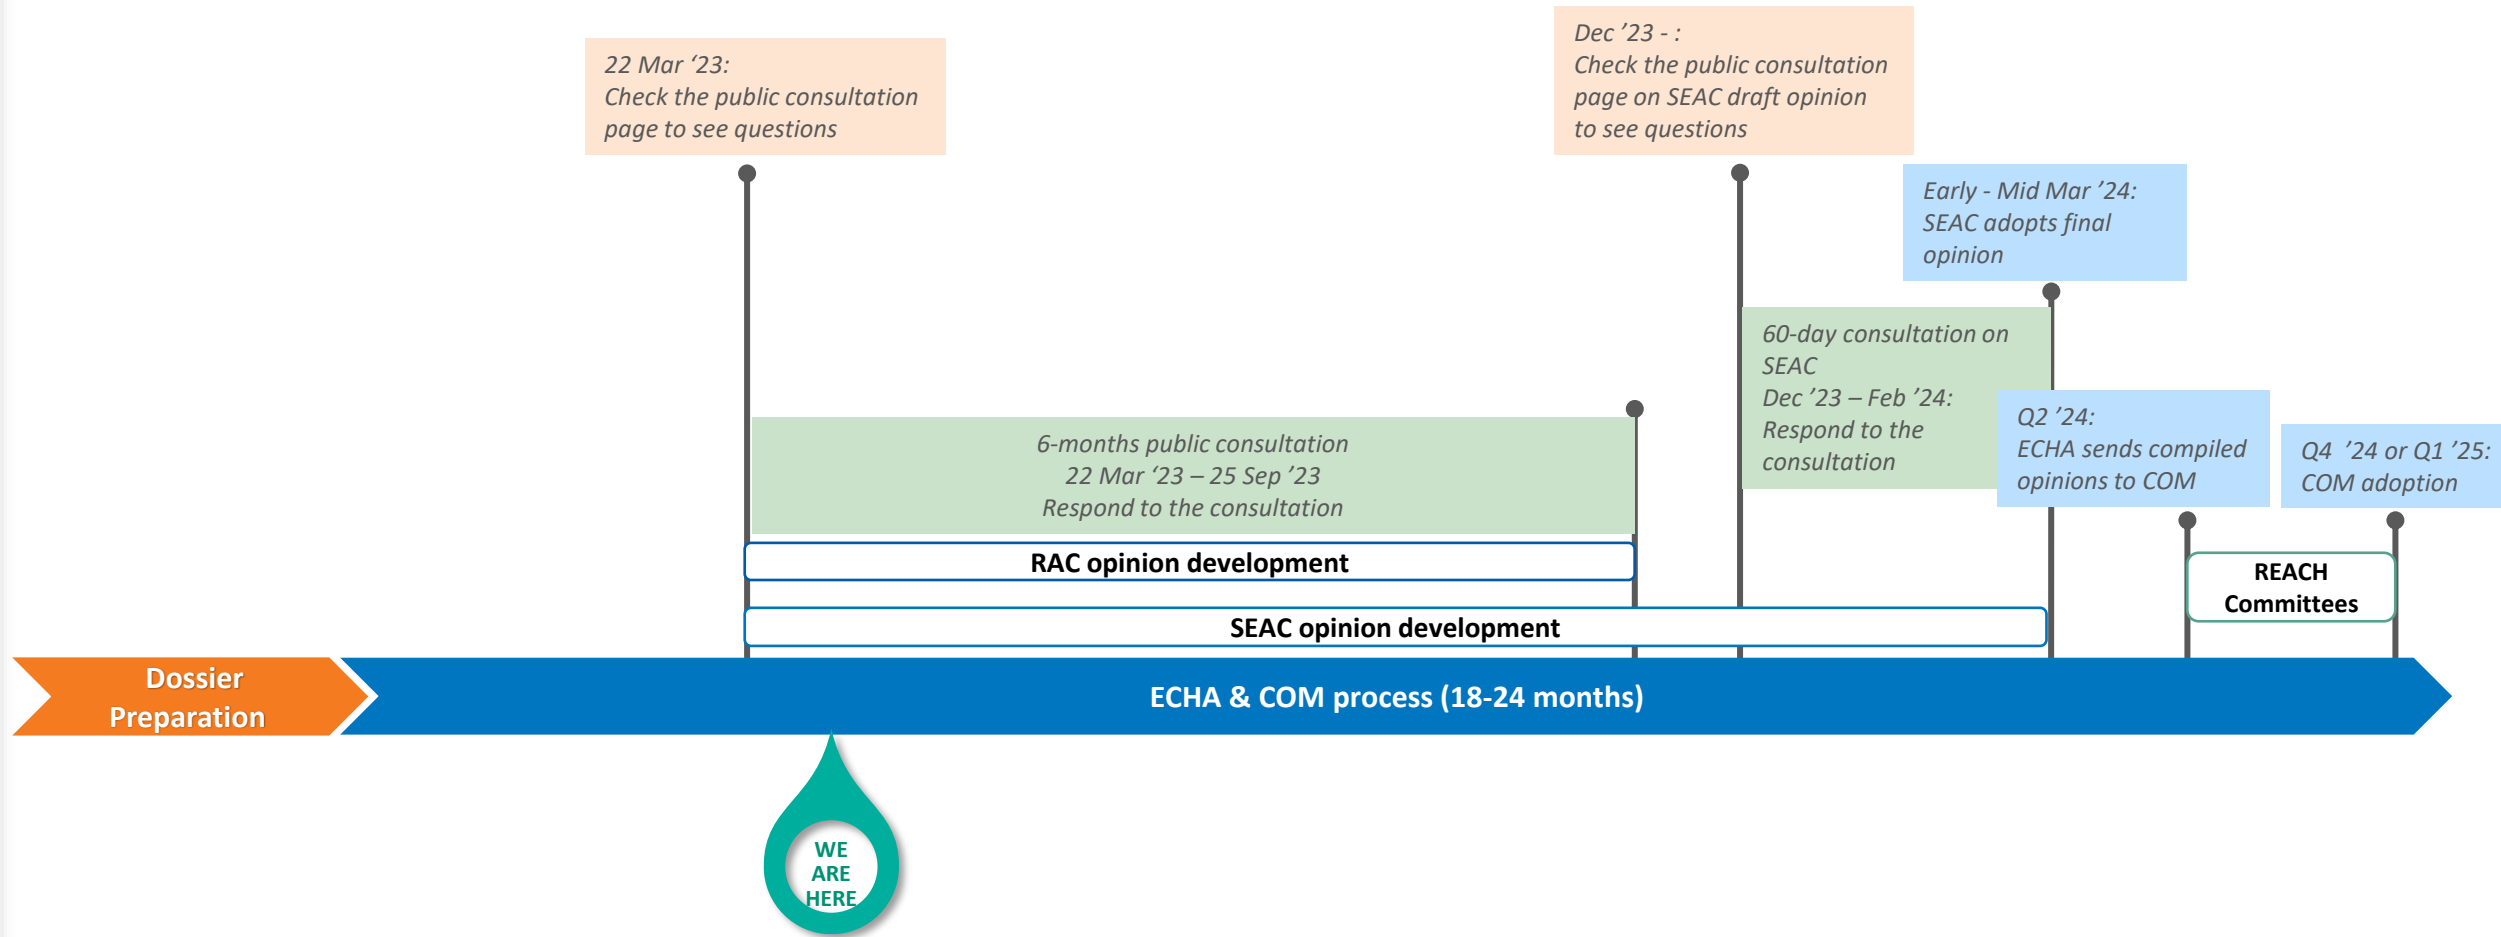 22 Mar ‘23:
Check the public consultation
page to see questions
Dec ’23 - :
Check the public consultation
page on SEAC draft opinion
to see questions
Early - Mid Mar ’24:
SEAC adopts final
opinion
60-day consultation on
SEAC
Dec ’23 – Feb ’24:
Respond to the
consultation
Q2 ’24:
ECHA sends compiled
opinions to COM
Q4 ’24 or Q1 ’25:
COM adoption
6-months public consultation
22 Mar ‘23 – 25 Sep ’23
Respond to the consultation
RAC opinion development
REACH
Committees
SEAC opinion development
Dossier
Preparation
ECHA & COM process (18-24 months)
WE
ARE
HERE